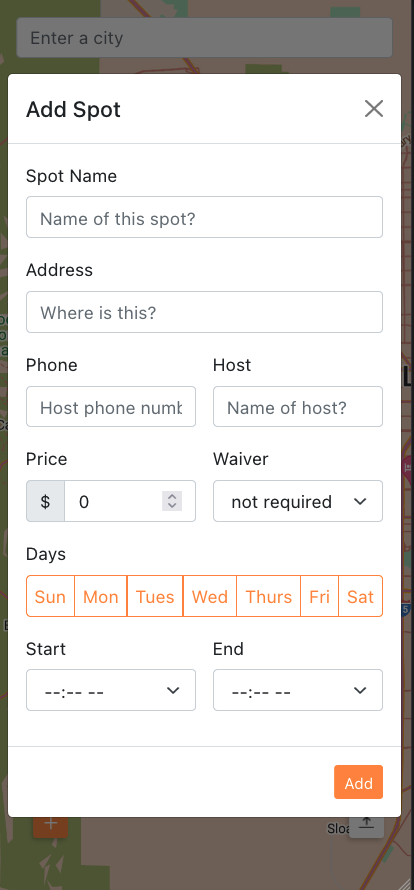 Enter a city
Add Spot
Spot Name
Name of this spot?
Address
Where is this?
Phone Host
Host phone numb Name of host?
Price Waiver
$ 0 not required
Days
Sun Mon Tues Wed Thurs Fri Sat
Start End
--:-- -- --:-- --
Add
+ Sloa